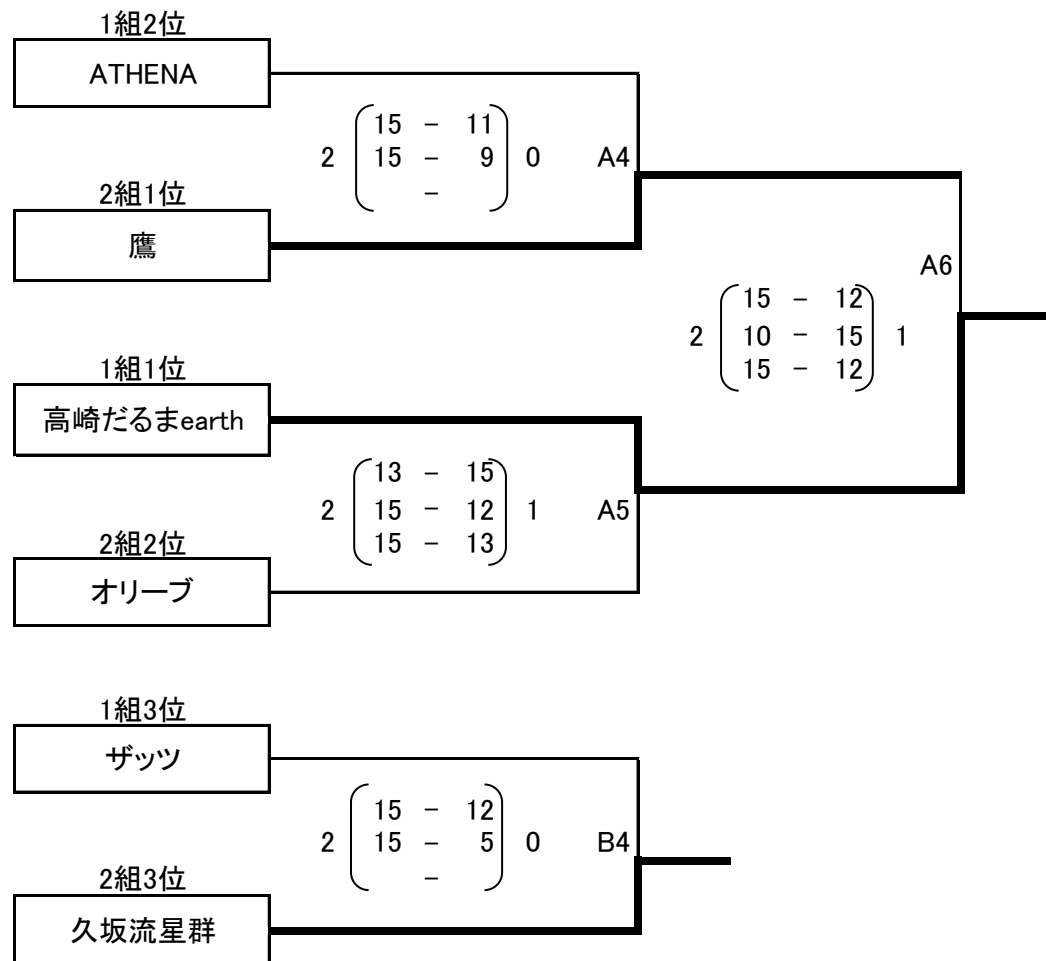 1組2位
ATHENA
15 - 11
2 15 - 9 0 A4
-
2組1位
鷹
A6
15 - 12
2 10 - 15 1
15 - 12
1組1位
高崎だるまearth
13 - 15
2 15 - 12 1 A5
15 - 13
2組2位
オリーブ
1組3位
ザッツ
15 - 12
2 15 - 5 0 B4
-
2組3位
久坂流星群